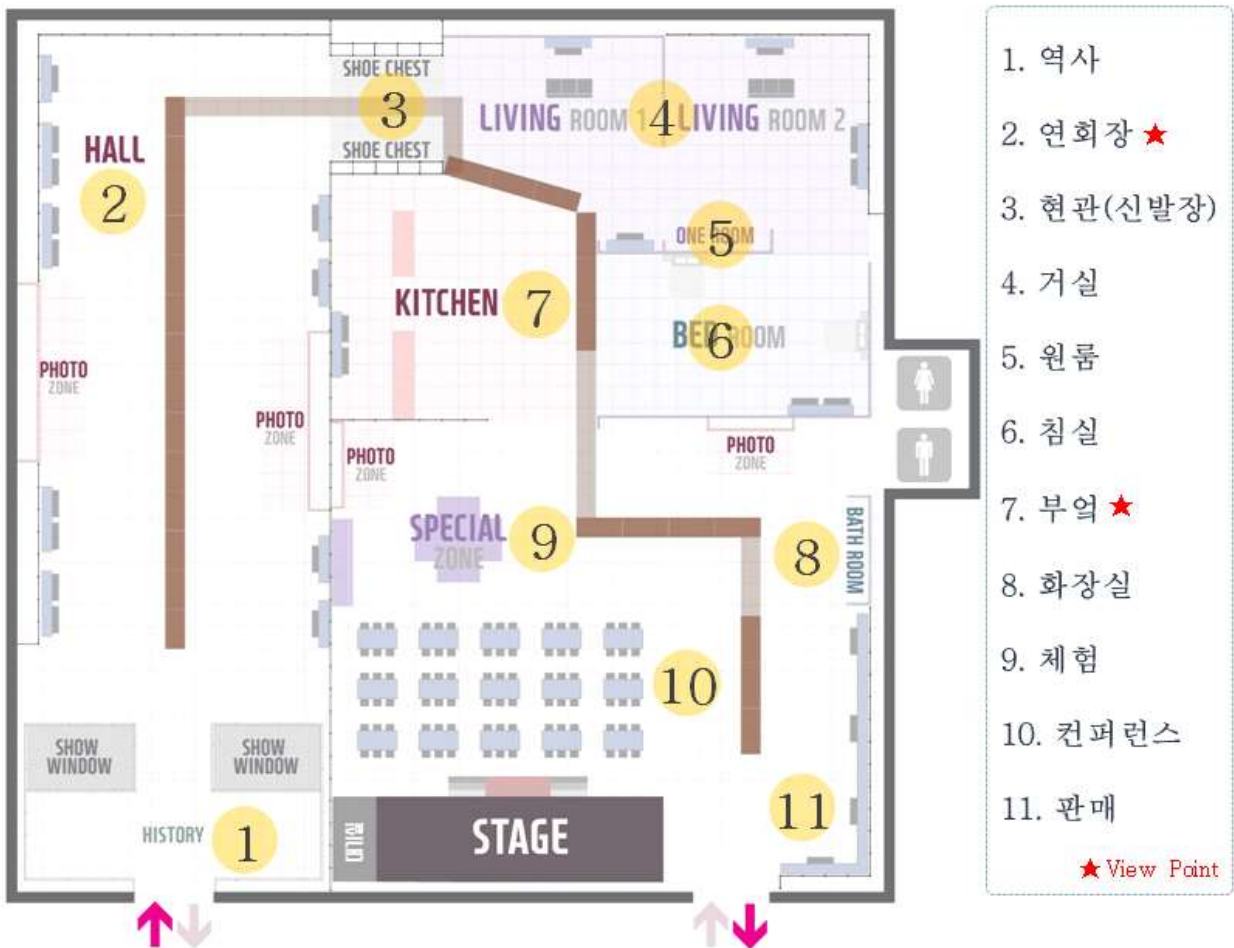 SHOE CHEST
3
SHOE CHEST
LIVING ROOM 1
4
LIVING ROOM 2
HALL
2
ONE ROOM
5
KITCHEN
7
BED ROOM
6
PHOTO
ZONE
PHOTO
ZONE
PHOTO
ZONE
PHOTO
ZONE
SPECIAL
ZONE
9
8
BATH ROOM
10
SHOW
WINDOW
SHOW
WINDOW
HISTORY
1
STAGE
11
1. 역사
2. 연회장 ★
3. 현관(신발장)
4. 거실
5. 원룸
6. 침실
7. 부엌 ★
8. 화장실
9. 체험
10. 컨퍼런스
11. 판매
★ View Point